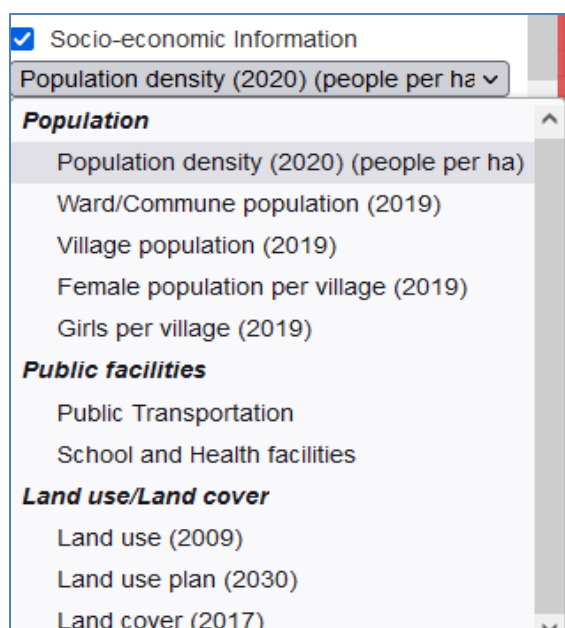 Socio-economic Information
Population density (2020) (people per ha
Population
Population density (2020) (people per ha)
Ward/Commune population (2019)
Village population (2019)
Female population per village (2019)
Girls per village (2019)
Public facilities
Public Transportation
School and Health facilities
Land use/Land cover
Land use (2009)
Land use plan (2030)
Land cover (2017)